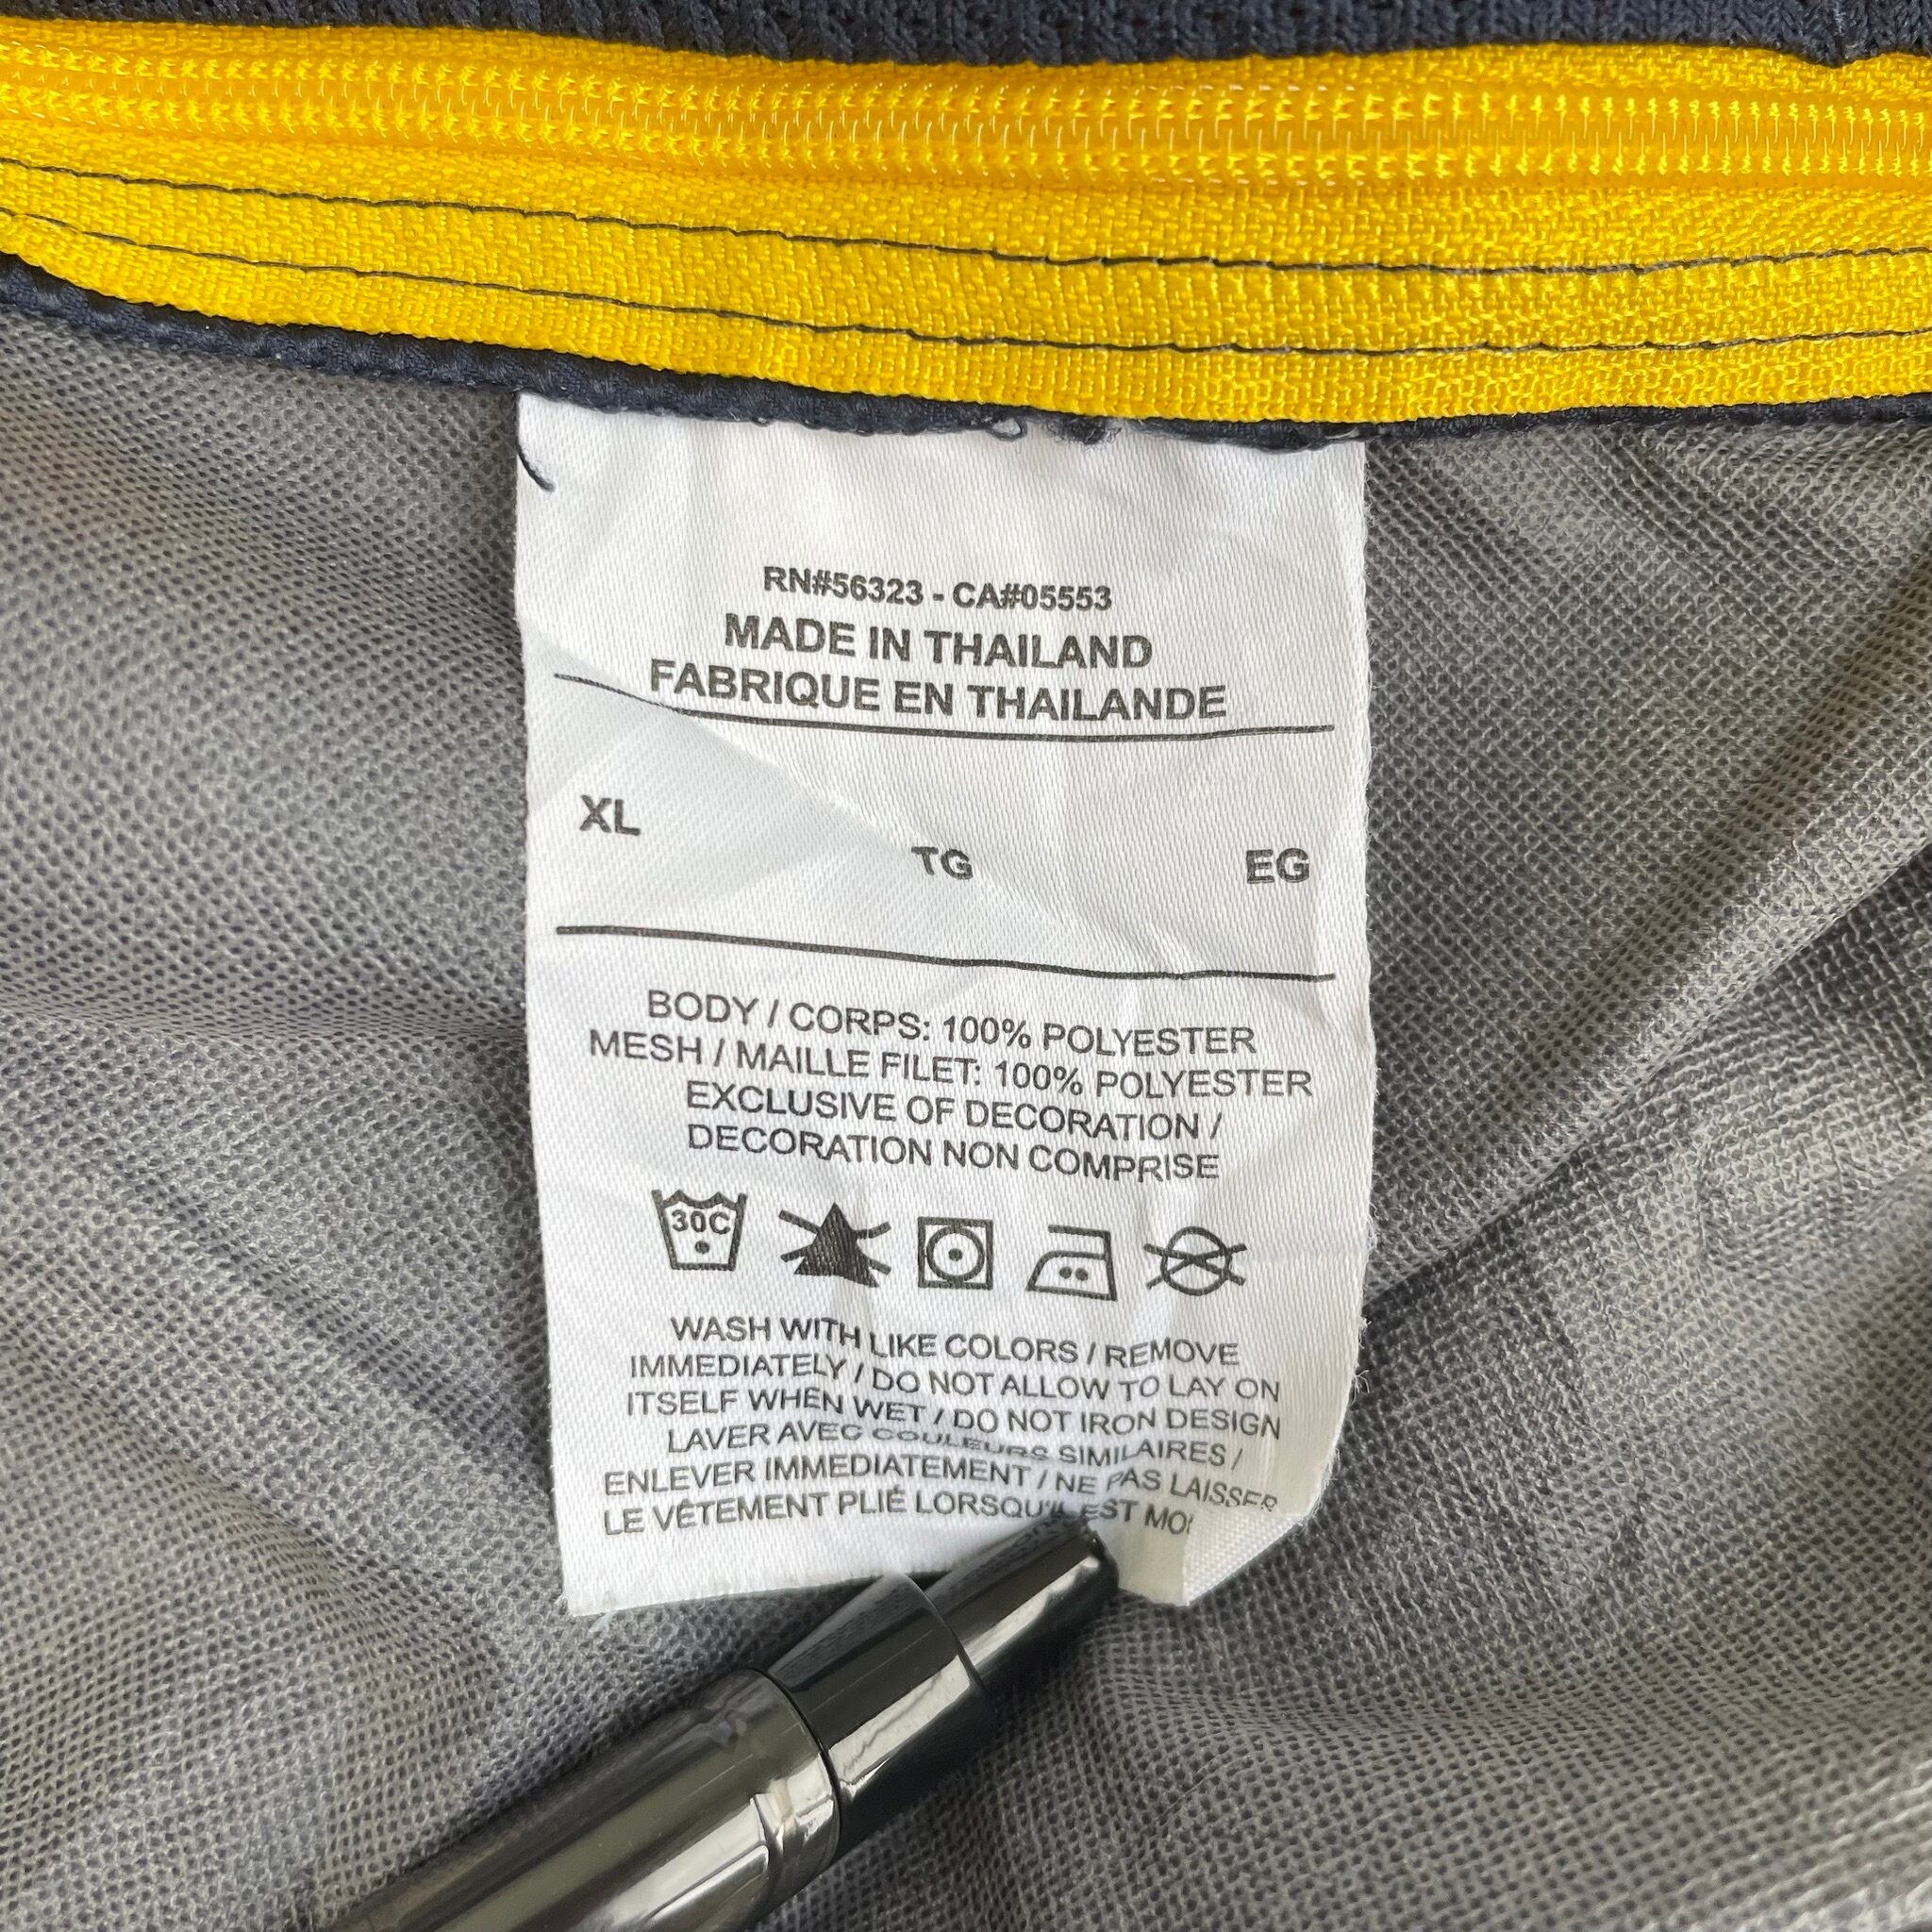 RN#56323 - CA#05553
MADE IN THAILAND
FABRIQUE EN THAILANDE
XL TG EG
BODY / CORPS: 100% POLYESTER
MESH / MAILLE FILET: 100% POLYESTER
EXCLUSIVE OF DECORATION /
DECORATION NON COMPRISE
30C
WASH WITH LIKE COLORS / REMOVE
IMMEDIATELY / DO NOT ALLOW TO LAY ON
ITSELF WHEN WET / DO NOT IRON DESIGN
LAVER AVEC COULEURS SIMILAIRES /
ENLEVER IMMEDIATEMENT / NE PAS LAISSER
LE VÊTEMENT PLIÉ LORSQU'IL EST